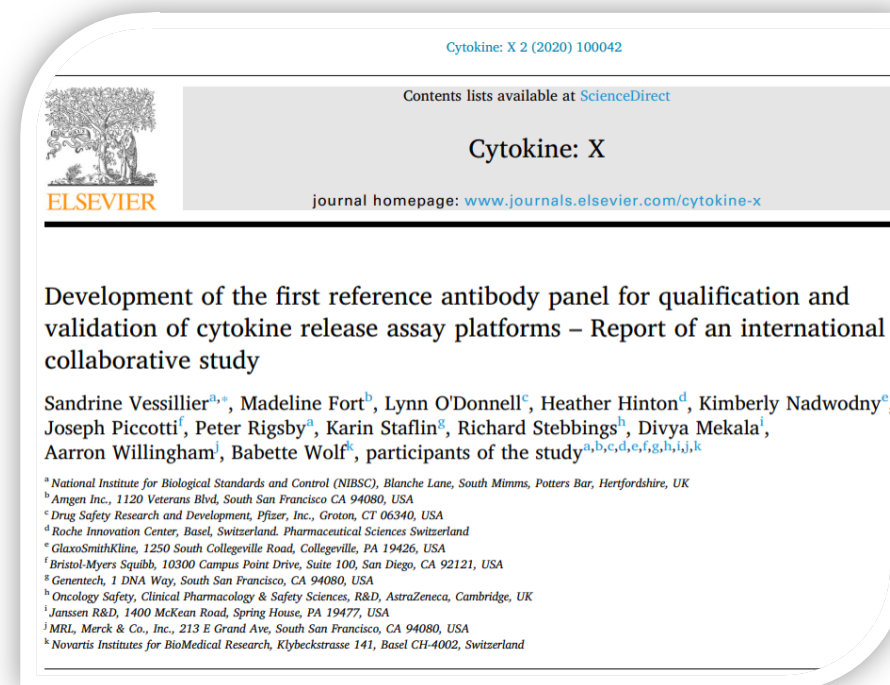 Cytokine: X 2 (2020) 100042
Contents lists available at ScienceDirect
Cytokine: X
ELSEVIER
journal homepage: www.journals.elsevier.com/cytokine-x
Development of the first reference antibody panel for qualification and
validation of cytokine release assay platforms – Report of an international
collaborative study
Sandrine Vessillier a,*, Madeline Fort b, Lynn O'Donnell c, Heather Hinton d, Kimberly Nadwodny e,
Joseph Piccotti f, Peter Rigsby a, Karin Staflin g, Richard Stebbings h, Divya Mekala i,
Aarron Willingham j, Babette Wolf k, participants of the study a,b,c,d,e,f,g,h,i,j,k
a National Institute for Biological Standards and Control (NIBSC), Blanche Lane, South Mimms, Potters Bar, Hertfordshire, UK
b Amgen Inc., 1120 Veterans Blvd, South San Francisco CA 94080, USA
c Drug Safety Research and Development, Pfizer, Inc., Groton, CT 06340, USA
d Roche Innovation Center, Basel, Switzerland. Pharmaceutical Sciences Switzerland
e GlaxoSmithKline, 1250 South Collegeville Road, Collegeville, PA 19426, USA
f Bristol-Myers Squibb, 10300 Campus Point Drive, Suite 100, San Diego, CA 92121, USA
g Genentech, 1 DNA Way, South San Francisco, CA 94080, USA
h Oncology Safety, Clinical Pharmacology & Safety Sciences, R&D, AstraZeneca, Cambridge, UK
i Janssen R&D, 1400 McKean Road, Spring House, PA 19477, USA
j MRL, Merck & Co., Inc., 213 E Grand Ave, South San Francisco, CA 94080, USA
k Novartis Institutes for BioMedical Research, Klybeckstrasse 141, Basel CH-4002, Switzerland